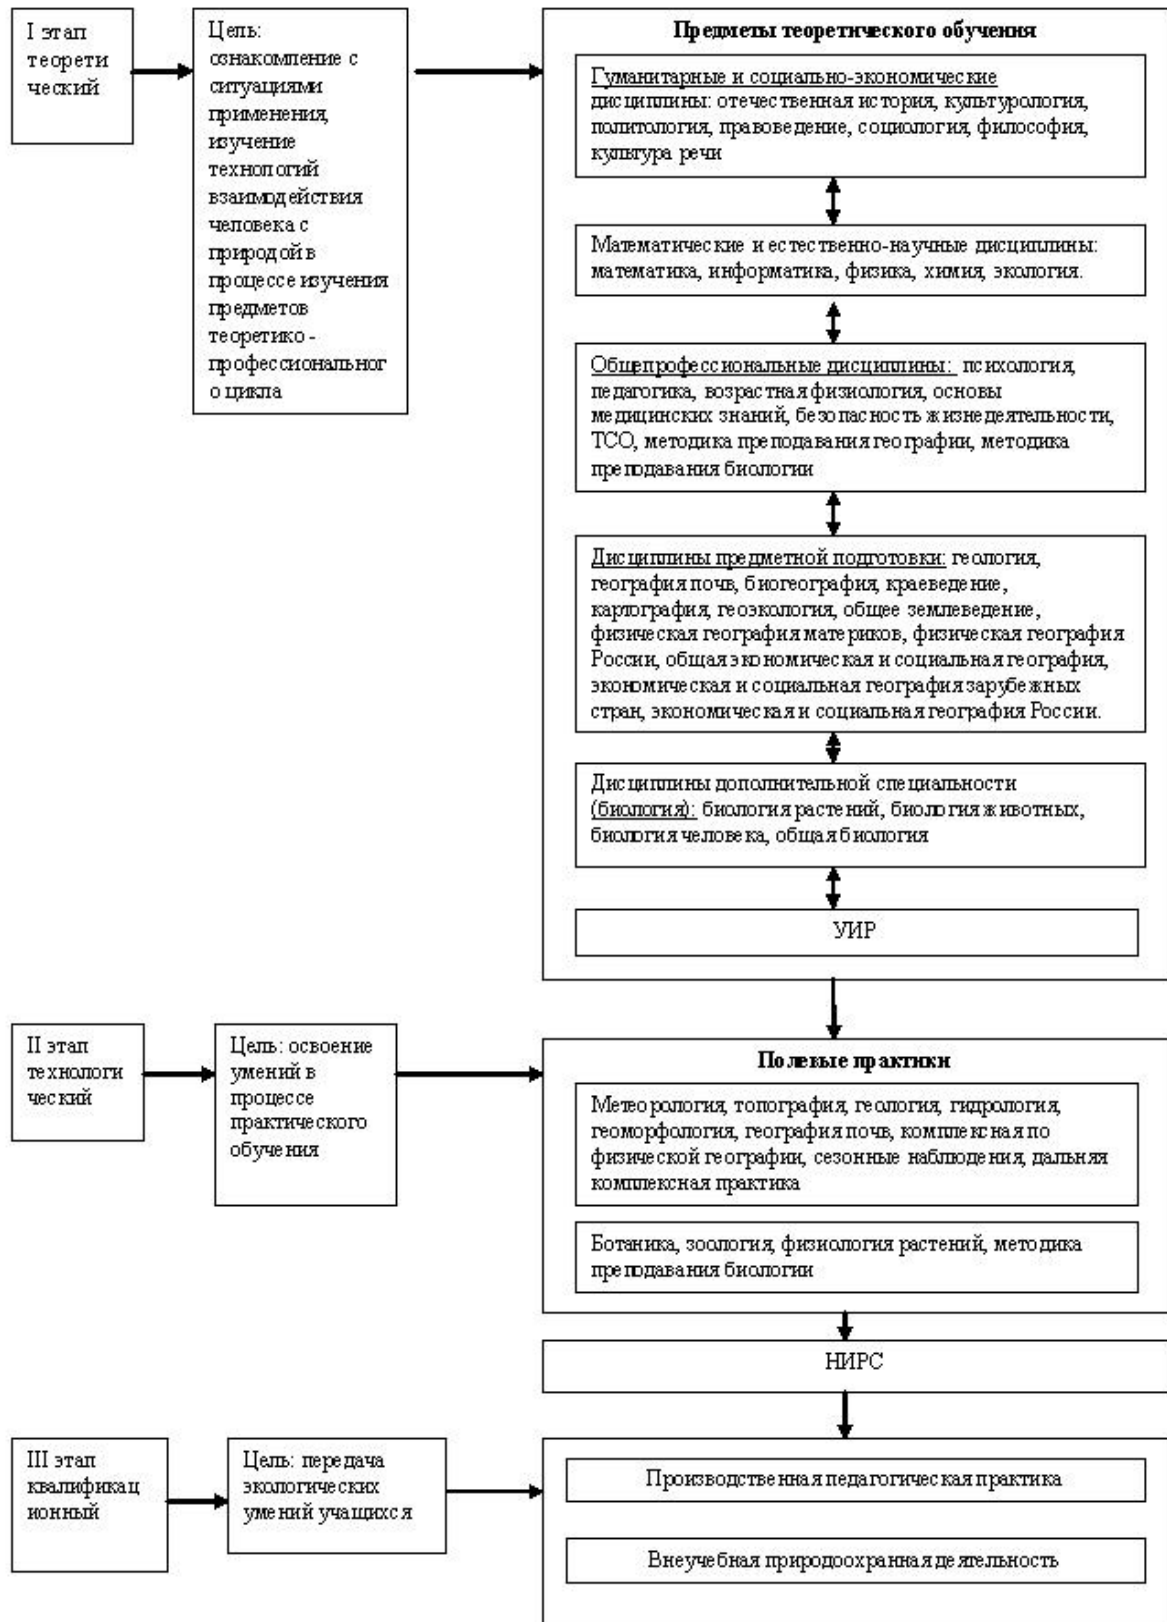 I этап
теорети
ческий
Цель:
ознакомление с
ситуациями
применения,
изучение
технологий
взаимодействия
человека с
природой в
процессе изучения
предметов
теоретико-
профессиональног
о цикла
Предметы теоретического обучения
Гуманитарные и социально-экономические
дисциплины: отечественная история, культурология,
политология, правоведение, социология, философия,
культура речи
Математические и естественно-научные дисциплины:
математика, информатика, физика, химия, экология.
Общепрофессиональные дисциплины: психология,
педагогика, возрастная физиология, основы
медицинских знаний, безопасность жизнедеятельности,
ТСО, методика преподавания географии, методика
преподавания биологии
Дисциплины предметной подготовки: геология,
география почв, биогеография, краеведение,
картография, геоэкология, общее землеведение,
физическая география материков, физическая география
России, общая экономическая и социальная география,
экономическая и социальная география зарубежных
стран, экономическая и социальная география России.
Дисциплины дополнительной специальности
(биология): биология растений, биология животных,
биология человека, общая биология
УИР
II этап
технологи
ческий
Цель: освоение
умений в
процессе
практического
обучения
Полевые практики
Метеорология, топография, геология, гидрология,
геоморфология, география почв, комплексная по
физической географии, сезонные наблюдения, дальняя
комплексная практика
Ботаника, зоология, физиология растений, методика
преподавания биологии
НИРС
III этап
квалификац
ионный
Цель: передача
экологических
умений учащихся
Производственная педагогическая практика
Внеучебная природоохранная деятельность